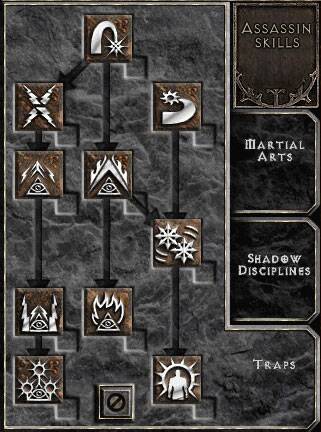 ASSASSIN
SKILLS
MARTIAL
ARTS
SHADOW
DISCIPLINES
TRAPS